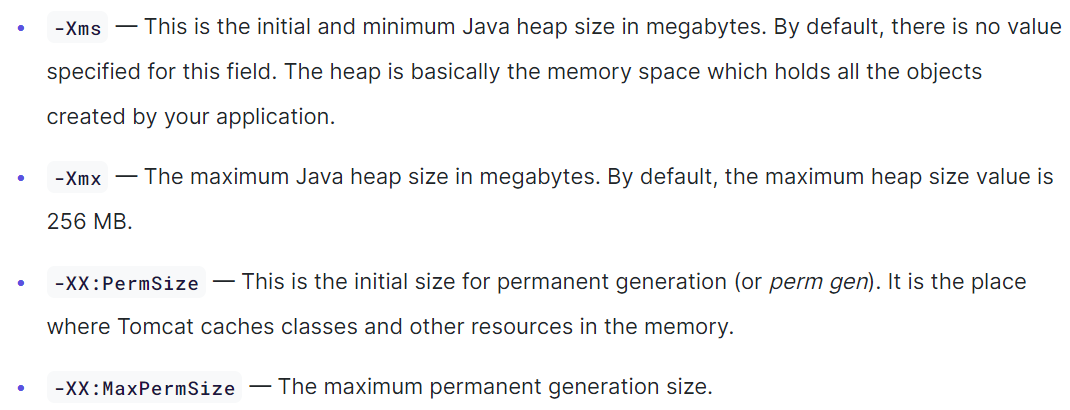 • -Xms — This is the initial and minimum Java heap size in megabytes. By default, there is no value
specified for this field. The heap is basically the memory space which holds all the objects
created by your application.
• -Xmx — The maximum Java heap size in megabytes. By default, the maximum heap size value is
256 MB.
• -XX:PermSize — This is the initial size for permanent generation (or perm gen). It is the place
where Tomcat caches classes and other resources in the memory.
• -XX:MaxPermSize — The maximum permanent generation size.